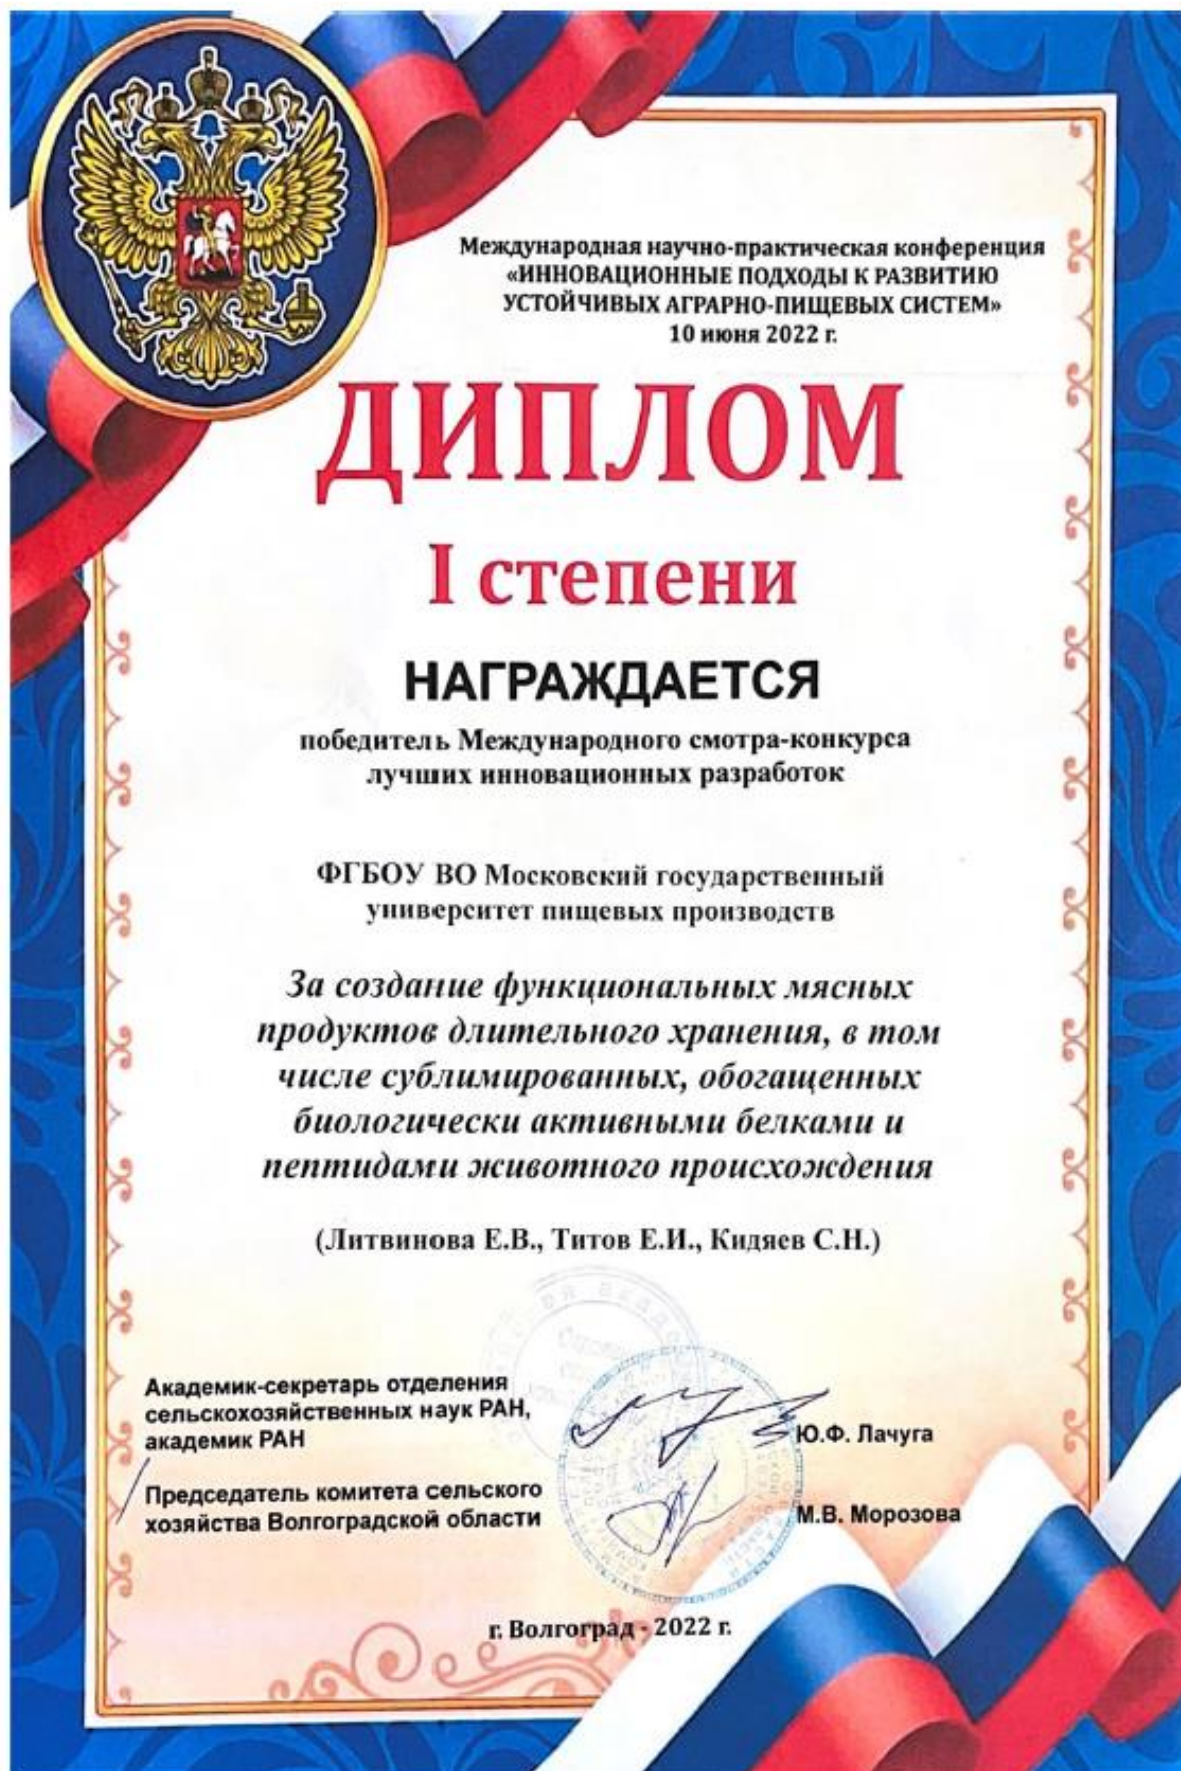 Международная научно-практическая конференция
«ИННОВАЦИОННЫЕ ПОДХОДЫ К РАЗВИТИЮ
УСТОЙЧИВЫХ АГРАРНО-ПИЩЕВЫХ СИСТЕМ»
10 июня 2022 г.
ДИПЛОМ
I степени
НАГРАЖДАЕТСЯ
победитель Международного смотра-конкурса
лучших инновационных разработок
ФГБОУ ВО Московский государственный
университет пищевых производств
За создание функциональных мясных
продуктов длительного хранения, в том
числе сублимированных, обогащенных
биологически активными белками и
пептидами животного происхождения
(Литвинова Е.В., Титов Е.И., Кидяев С.Н.)
Академик-секретарь отделения
сельскохозяйственных наук РАН,
академик РАН
Ю.Ф. Лачуга
Председатель комитета сельского
хозяйства Волгоградской области
М.В. Морозова
г. Волгоград - 2022 г.